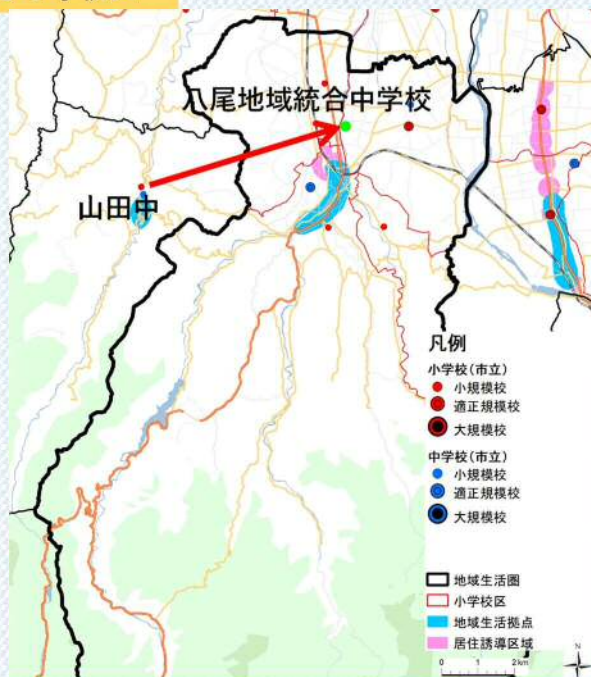 八尾地域統合中学校
山田中
凡例
小学校(市立)
小規模校
適正規模校
大規模校
中学校(市立)
小規模校
適正規模校
大規模校
地域生活圏
小学校区
地域生活拠点
居住誘導区域
N
0 1 2km